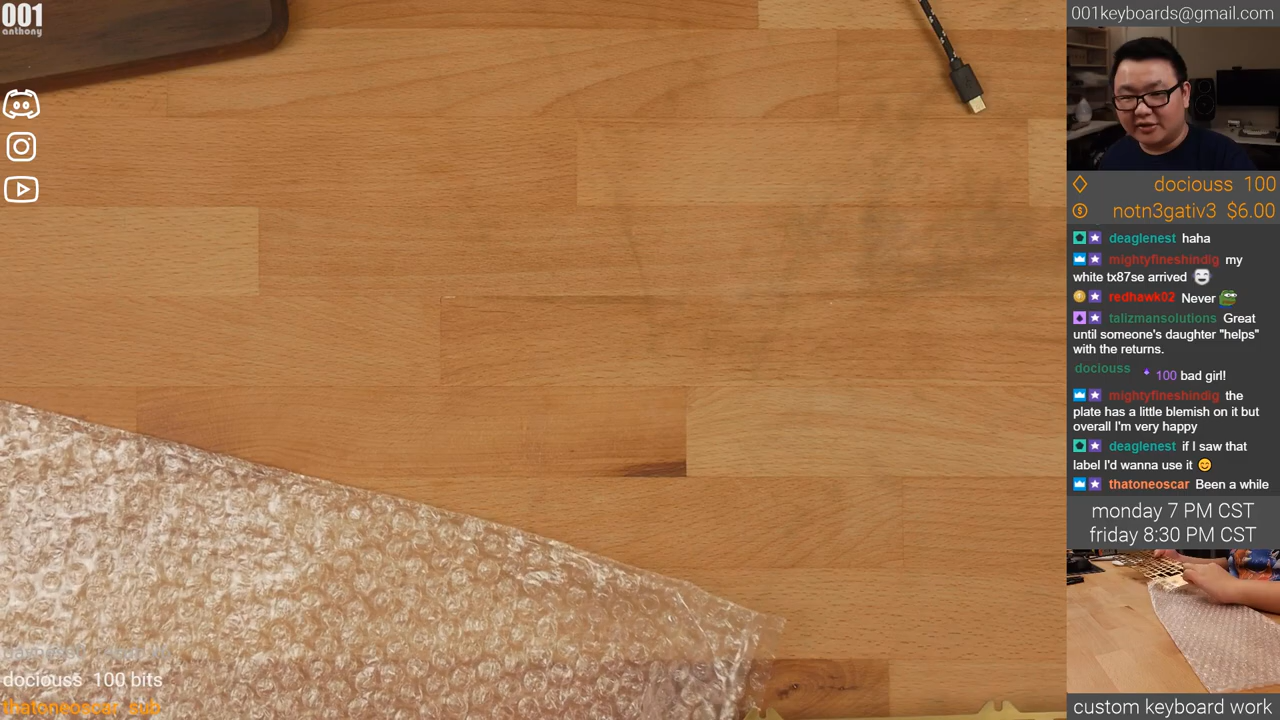 001
anthony
001keyboards@gmail.com
dociouss 100
notn3gativ3 $6.00
deaglenest haha
mightyfineshindig my
white tx87se arrived
redhawk02 Never
talizmansolutions Great
until someone's daughter "helps"
with the returns.
dociouss 100 bad girl!
mightyfineshindig the
plate has a little blemish on it but
overall I'm very happy
deaglenest if I saw that
label I'd wanna use it
thatoneoscar Been a while
monday 7 PM CST
friday 8:30 PM CST
custom keyboard work
dociouss 100 bits
thatoneoscar sub